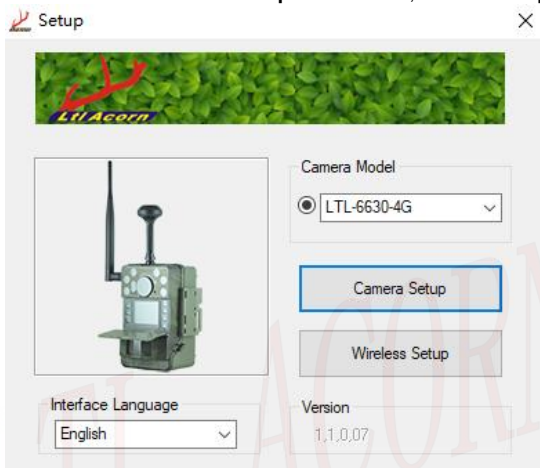 Setup
Ltl Acorn
Camera Model
LTL-6630-4G
Camera Setup
Wireless Setup
Interface Language
English
Version
1,1,0,07